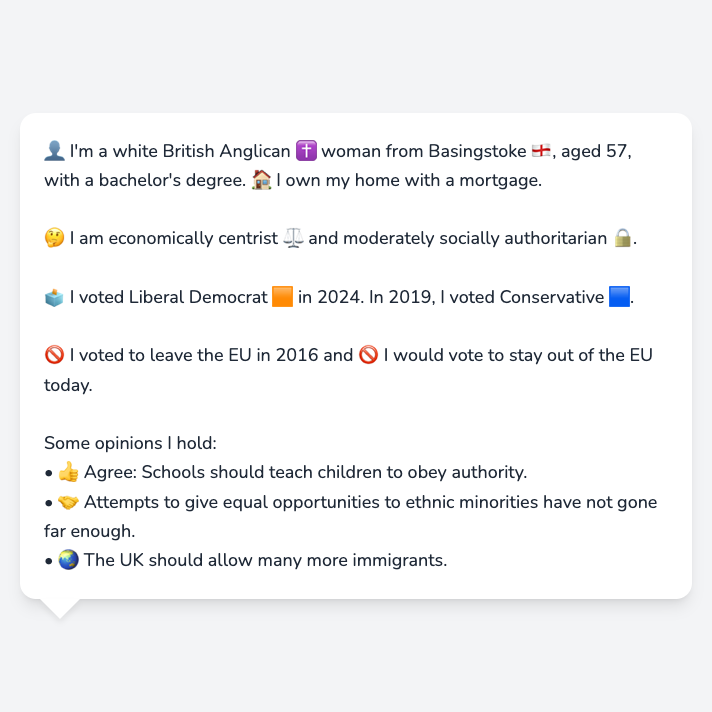 👤 I'm a white British Anglican ✝️ woman from Basingstoke 🏴󠁧󠁢󠁥󠁮󠁧󠁿, aged 57,
with a bachelor's degree. 🏠 I own my home with a mortgage.
🤔 I am economically centrist ⚖️ and moderately socially authoritarian 🔒.
🗳️ I voted Liberal Democrat 🟧 in 2024. In 2019, I voted Conservative 🟦.
🚫 I voted to leave the EU in 2016 and 🚫 I would vote to stay out of the EU
today.
Some opinions I hold:
• 👍 Agree: Schools should teach children to obey authority.
• 🤝 Attempts to give equal opportunities to ethnic minorities have not gone
far enough.
• 🌏 The UK should allow many more immigrants.